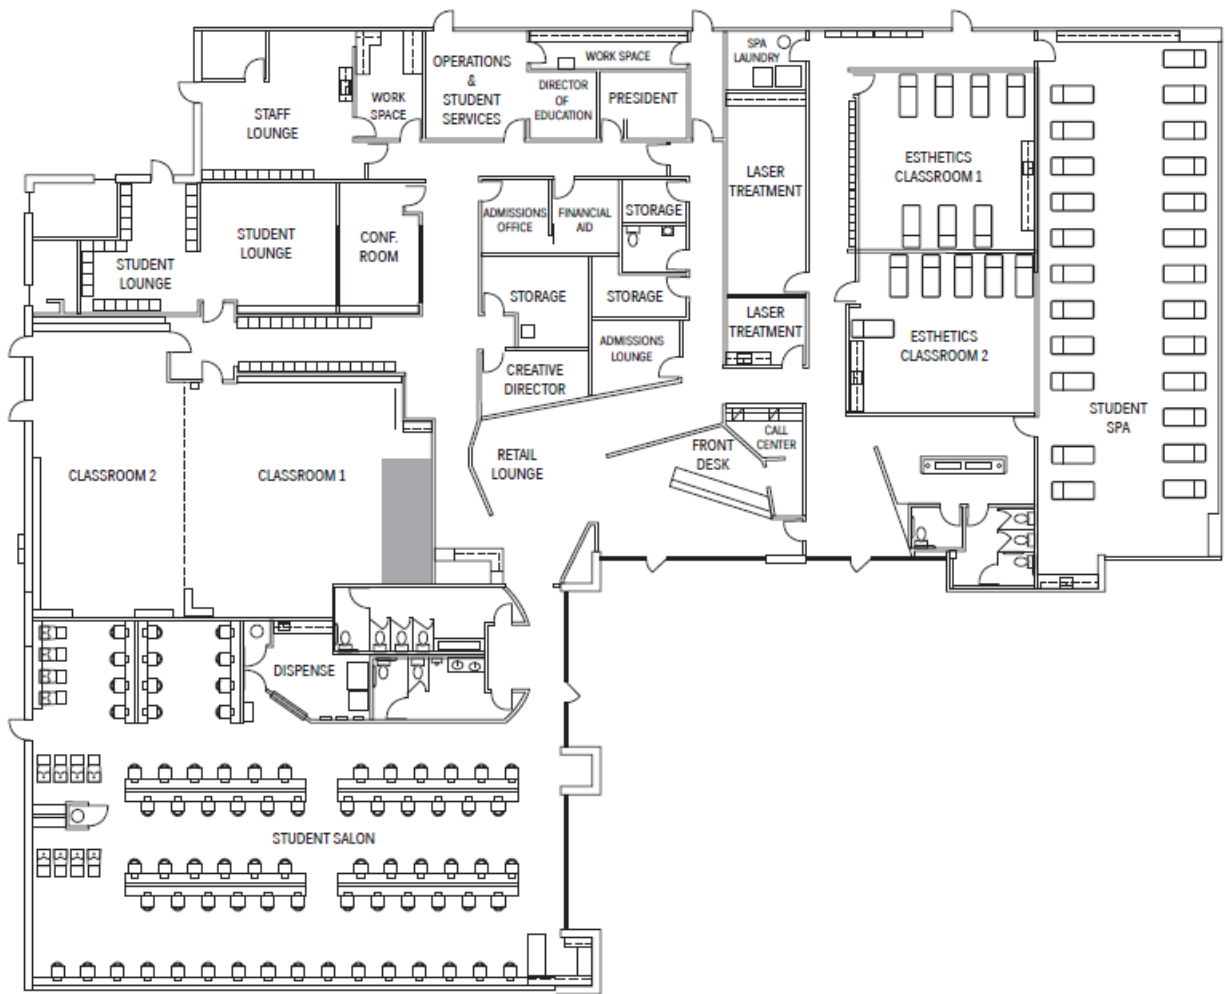 OPERATIONS
&
STUDENT
SERVICES
WORK SPACE
DIRECTOR
OF
EDUCATION
PRESIDENT
SPA
LAUNDRY
STAFF
LOUNGE
WORK
SPACE
LASER
TREATMENT
ESTHETICS
CLASSROOM 1
ADMISSIONS
OFFICE
FINANCIAL
AID
STORAGE
STUDENT
LOUNGE
CONF.
ROOM
STUDENT
LOUNGE
STORAGE
STORAGE
LASER
TREATMENT
ESTHETICS
CLASSROOM 2
ADMISSIONS
LOUNGE
CREATIVE
DIRECTOR
STUDENT
SPA
CALL
CENTER
FRONT
DESK
RETAIL
LOUNGE
CLASSROOM 2
CLASSROOM 1
DISPENSE
STUDENT SALON